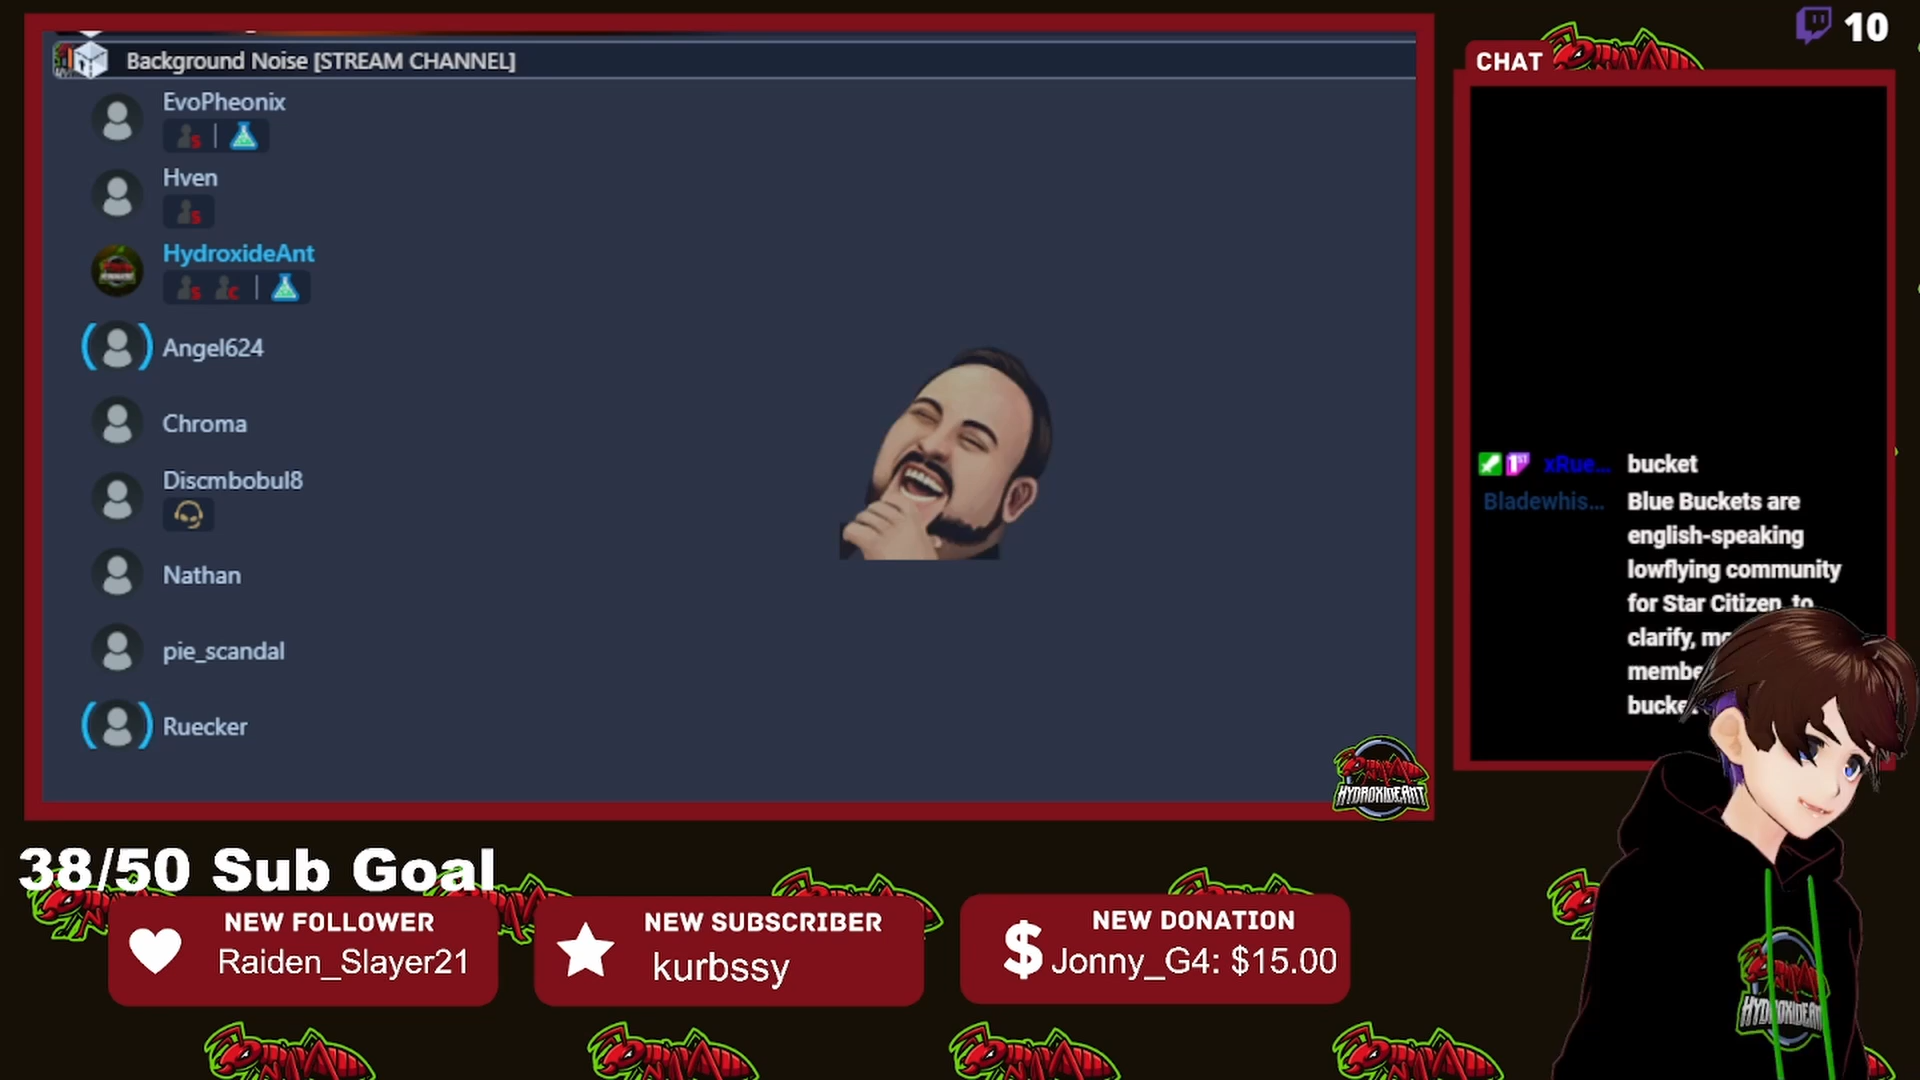 Background Noise [STREAM CHANNEL]
EvoPheonix
Hven
HydroxideAnt
Angel624
Chroma
Discmbobul8
Nathan
pie_scandal
Ruecker
HYDROXIDEANT
10
CHAT
xRue... bucket
Bladewhis... Blue Buckets are
english-speaking
lowflying community
for Star Citizen, to
clarify,
38/50 Sub Goal
NEW FOLLOWER
Raiden_Slayer21
NEW SUBSCRIBER
kurbssy
NEW DONATION
$ Jonny_G4: $15.00